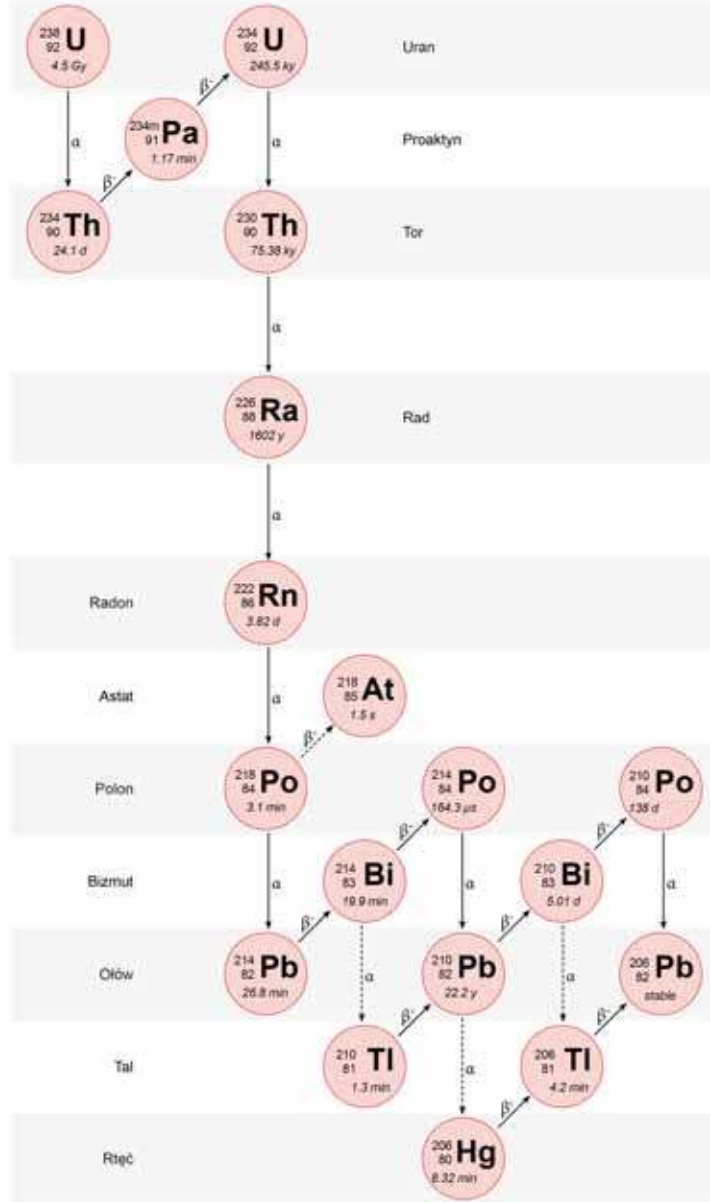 238 92 U 4.5 Gy
234 92 U 245.5 ky
Uran
α
β-
234m 91 Pa 1.17 min
α
Proaktyn
β-
234 90 Th 24.1 d
230 90 Th 75.38 ky
Tor
α
226 88 Ra 1602 y
Rad
α
Radon
222 86 Rn 3.82 d
α
Astat
218 85 At 1.5 s
β-
Polon
218 84 Po 3.1 min
214 84 Po 164.3 µs
210 84 Po 138 d
α
β-
α
β-
α
Bizmut
214 83 Bi 19.9 min
210 83 Bi 5.01 d
β-
β-
Ołów
214 82 Pb 26.8 min
210 82 Pb 22.2 y
206 82 Pb stable
α
β-
α
α
β-
Tal
210 81 Tl 1.3 min
206 81 Tl 4.2 min
β-
Rtęć
206 80 Hg 8.32 min